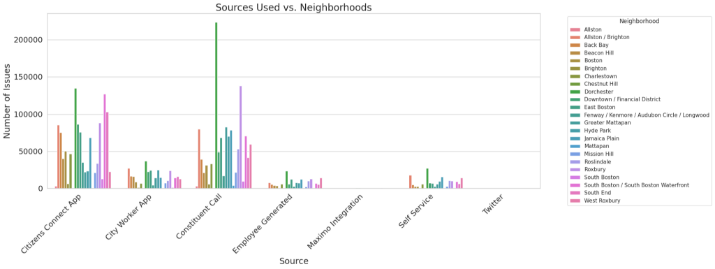 Sources Used vs. Neighborhoods
Number of Issues
200000
150000
100000
50000
0
Citizens Connect App
City Worker App
Constituent Call
Employee Generated
Maximo Integration
Self Service
Twitter
Source
Neighborhood
Allston
Allston / Brighton
Back Bay
Beacon Hill
Boston
Brighton
Charlestown
Chestnut Hill
Dorchester
Downtown / Financial District
East Boston
Fenway / Kenmore / Audubon Circle / Longwood
Greater Mattapan
Hyde Park
Jamaica Plain
Mattapan
Mission Hill
Roslindale
Roxbury
South Boston
South Boston / South Boston Waterfront
South End
West Roxbury